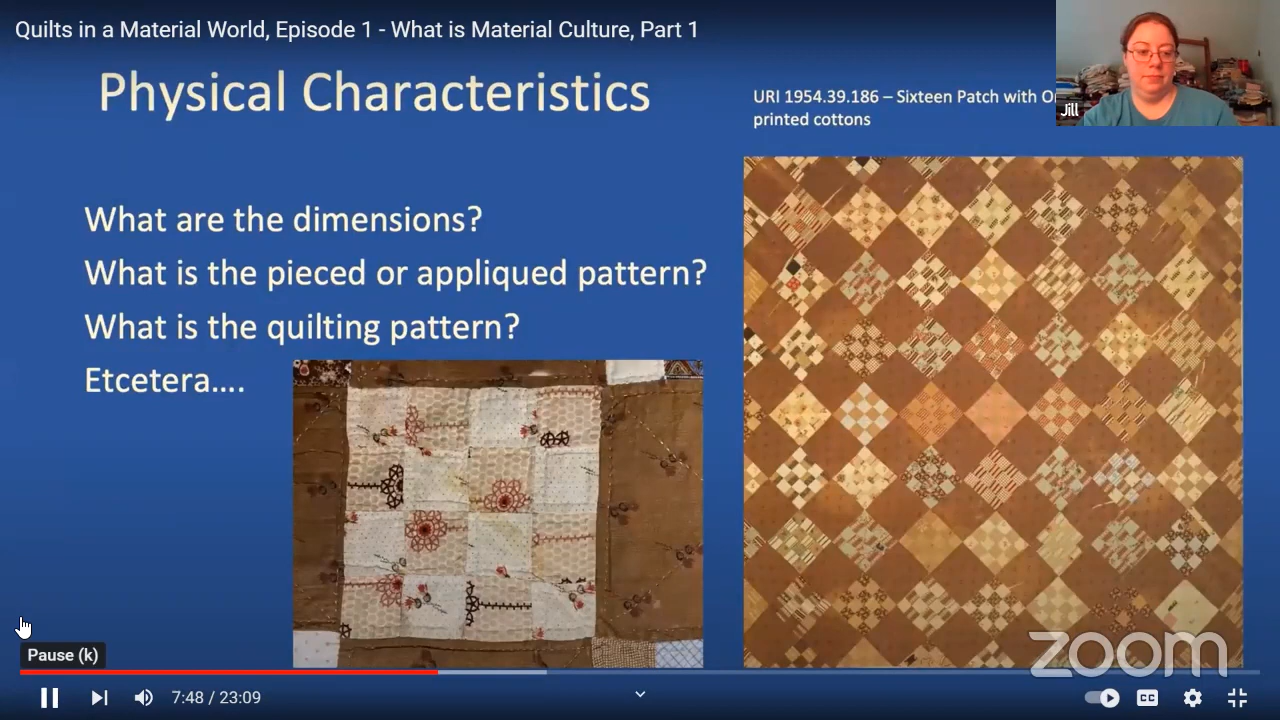 Quilts in a Material World, Episode 1 - What is Material Culture, Part 1
Physical Characteristics
URI 1954.39.186 – Sixteen Patch with
printed cottons
Jill
What are the dimensions?
What is the pieced or appliqued pattern?
What is the quilting pattern?
Etcetera....
zoom
Pause (k)
7:48 / 23:09
CC